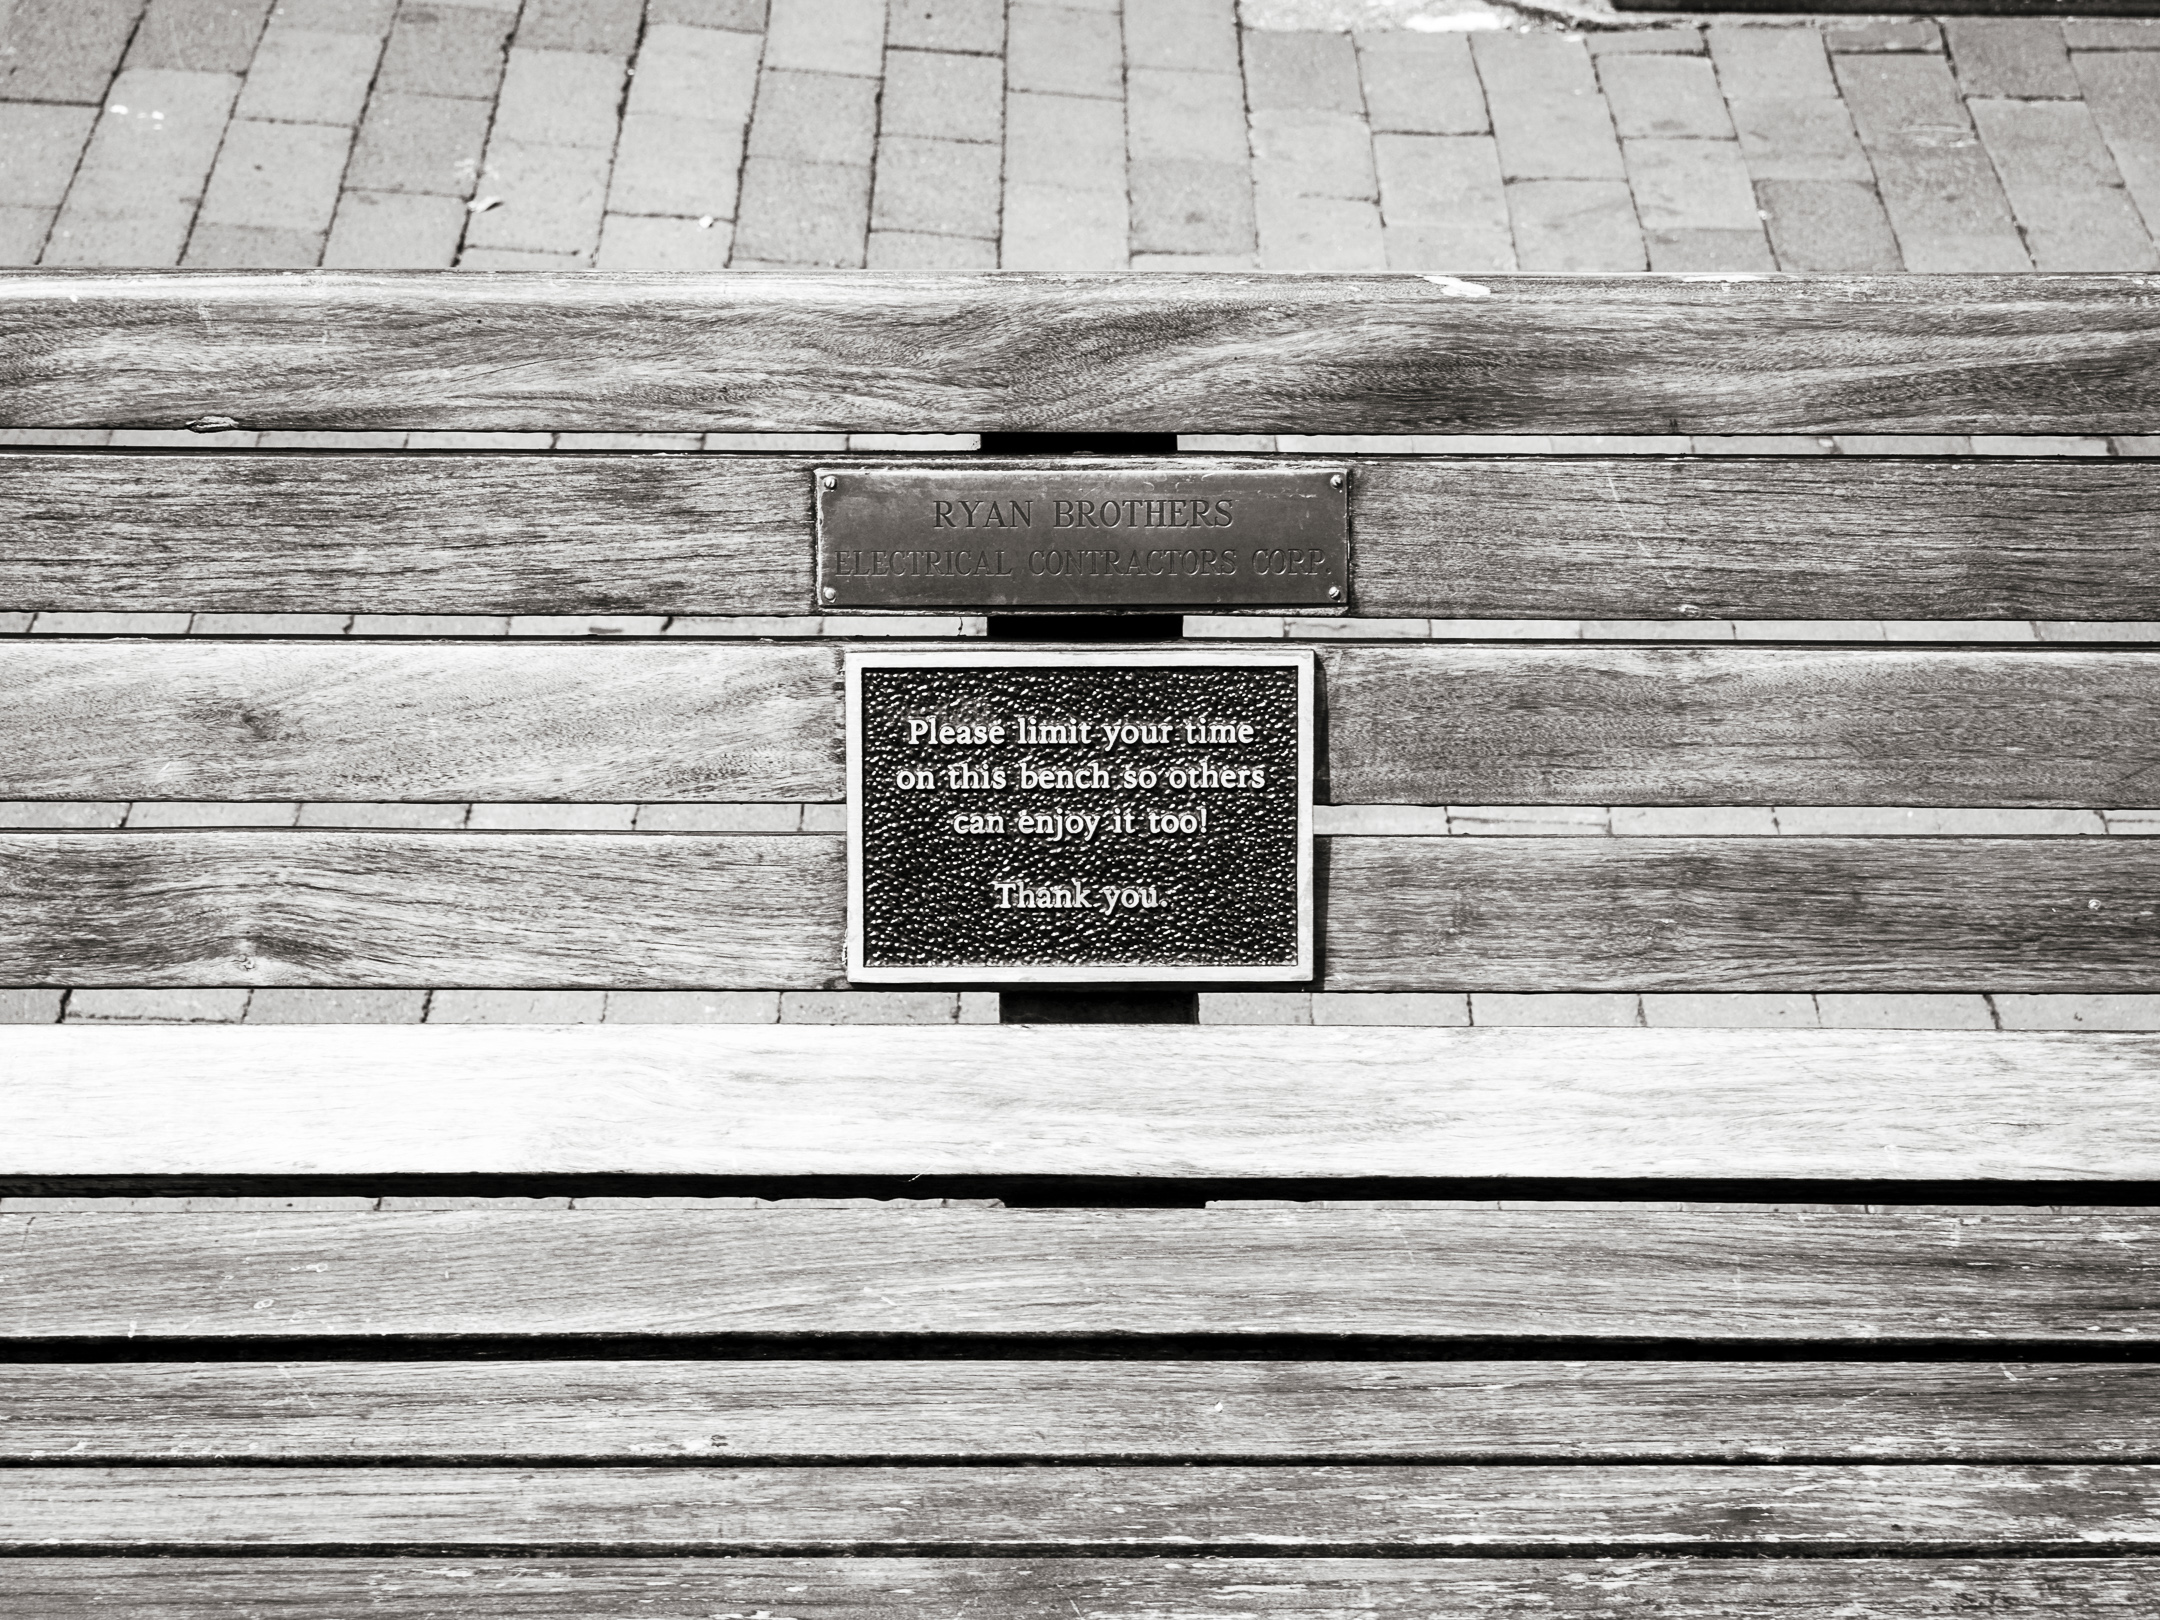 RYAN BROTHERS
ELECTRICAL CONTRACTORS CORP.
Please limit your time
on this bench so others
can enjoy it too!
Thank you.